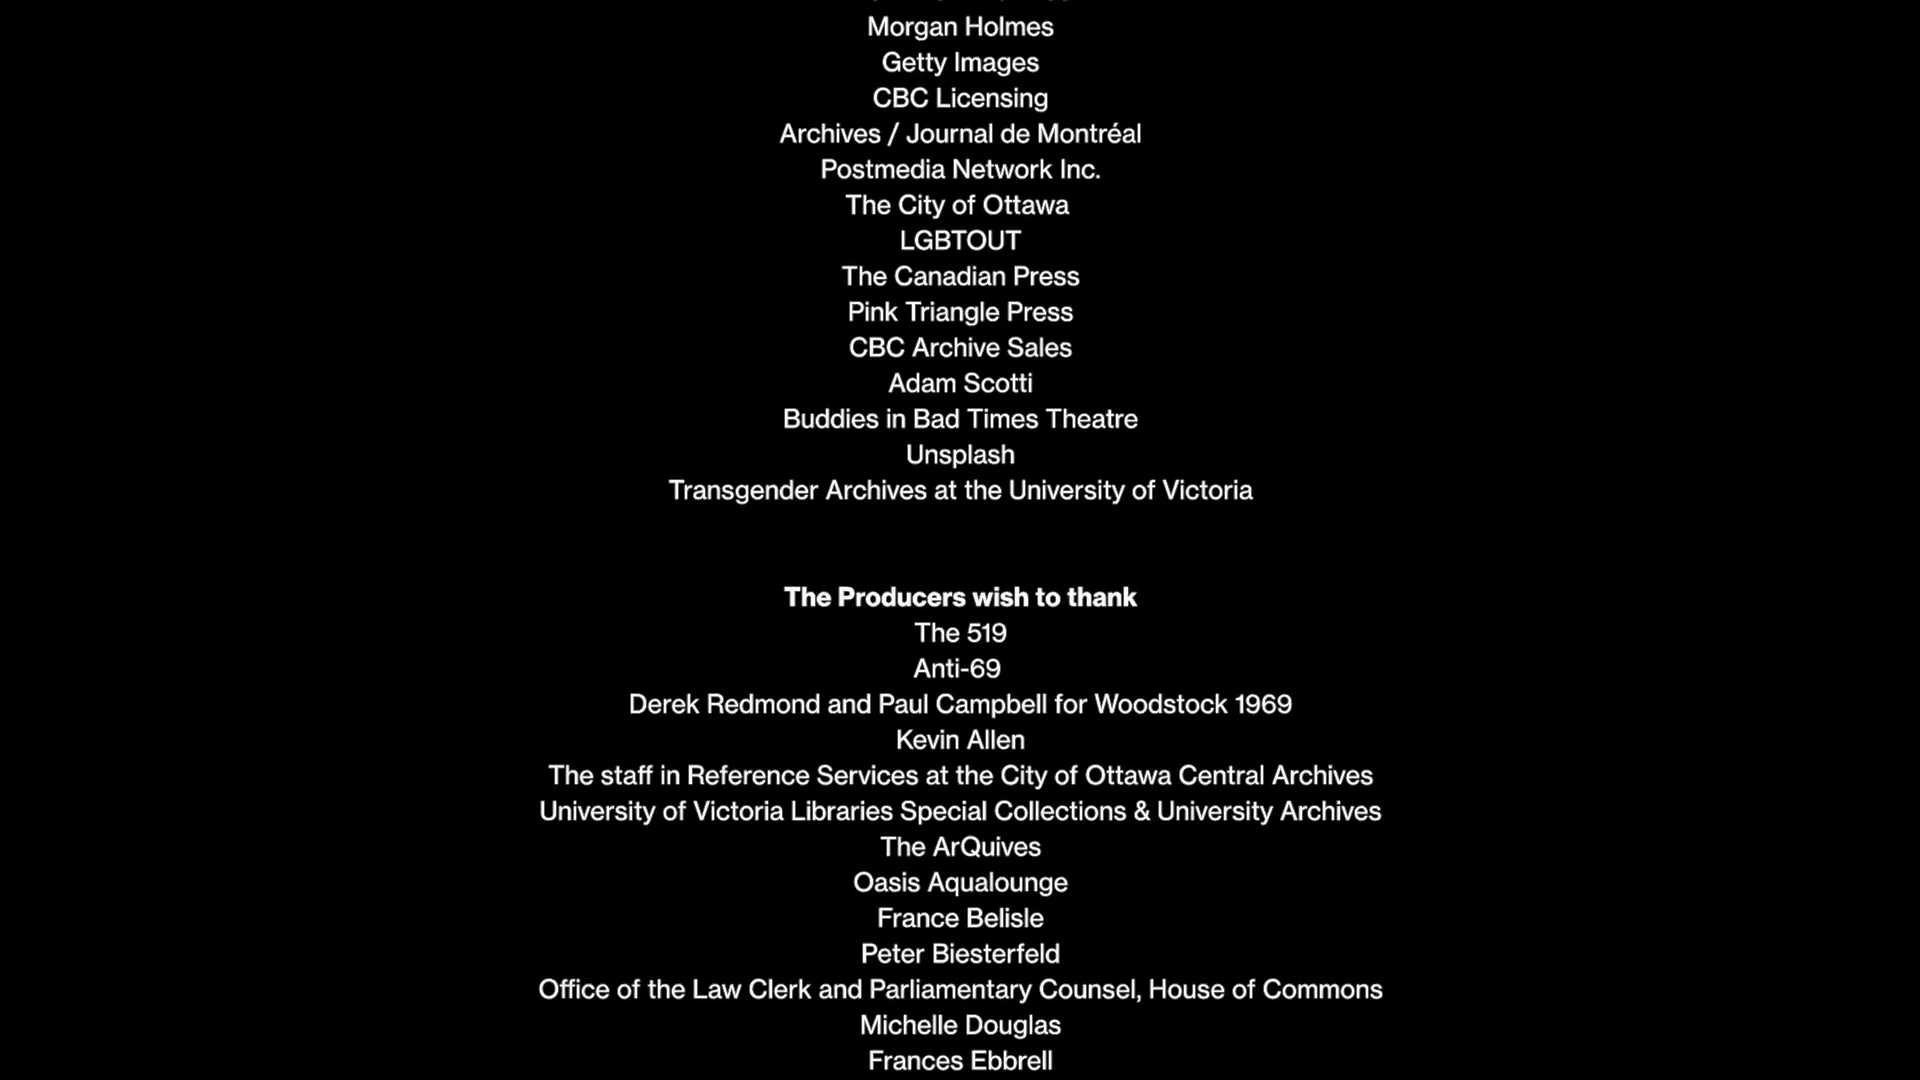 Morgan Holmes
Getty Images
CBC Licensing
Archives / Journal de Montréal
Postmedia Network Inc.
The City of Ottawa
LGBTOUT
The Canadian Press
Pink Triangle Press
CBC Archive Sales
Adam Scotti
Buddies in Bad Times Theatre
Unsplash
Transgender Archives at the University of Victoria
The Producers wish to thank
The 519
Anti-69
Derek Redmond and Paul Campbell for Woodstock 1969
Kevin Allen
The staff in Reference Services at the City of Ottawa Central Archives
University of Victoria Libraries Special Collections & University Archives
The ArQuives
Oasis Aqualounge
France Belisle
Peter Biesterfeld
Office of the Law Clerk and Parliamentary Counsel, House of Commons
Michelle Douglas
Frances Ebbrell